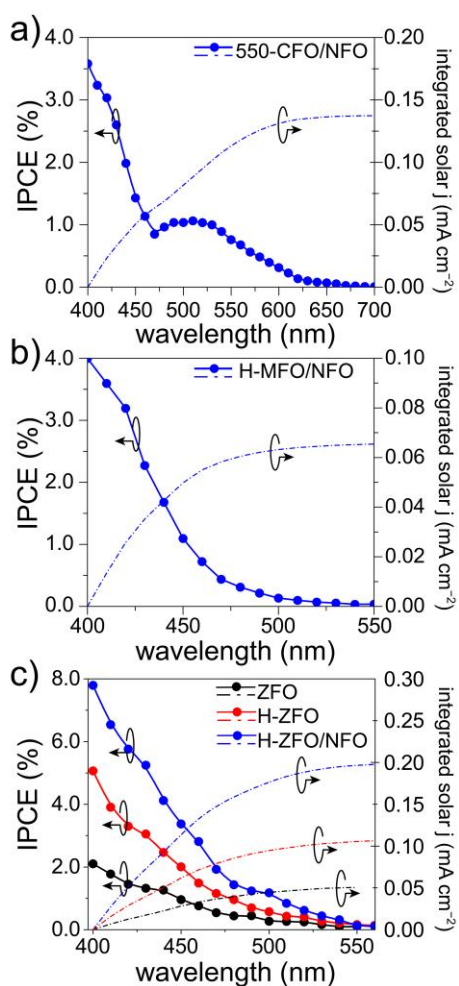 a)
550-CFO/NFO
IPCE (%)
4.0
3.0
2.0
1.0
0.0
0.20
0.15
0.10
0.05
0.00
integrated solar j (mA cm⁻²)
400 450 500 550 600 650 700
wavelength (nm)
b)
H-MFO/NFO
IPCE (%)
4.0
3.0
2.0
1.0
0.0
0.10
0.08
0.06
0.04
0.02
0.00
integrated solar j (mA cm⁻²)
400 450 500 550
wavelength (nm)
c)
ZFO
H-ZFO
H-ZFO/NFO
IPCE (%)
8.0
6.0
4.0
2.0
0.0
0.30
0.25
0.20
0.15
0.10
0.05
0.00
integrated solar j (mA cm⁻²)
400 450 500 550
wavelength (nm)